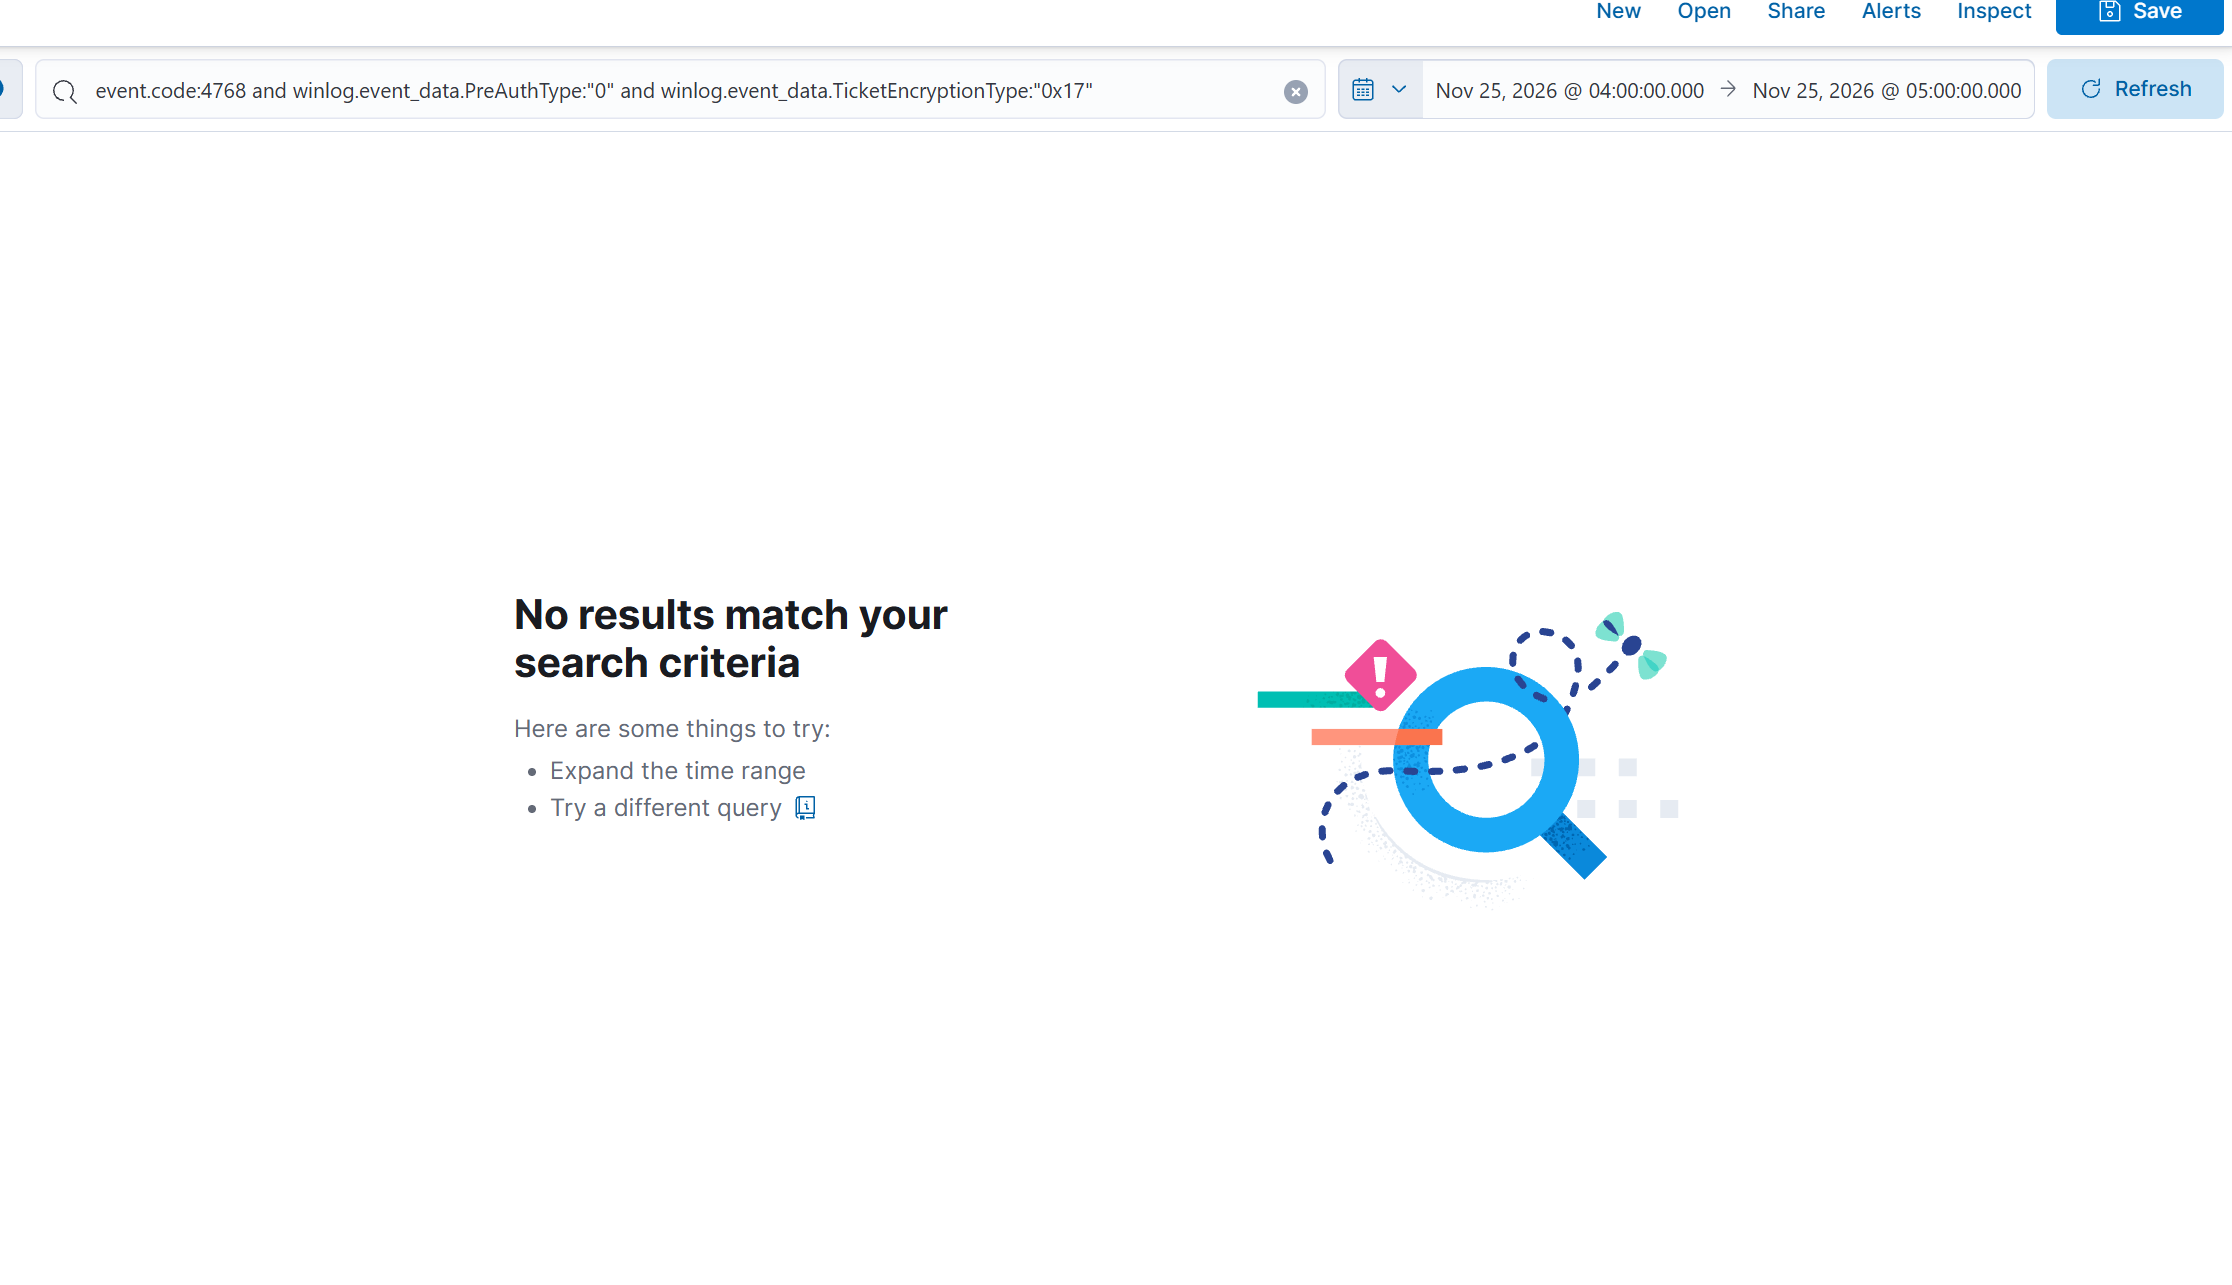 New Open Share Alerts Inspect Save
event.code:4768 and winlog.event_data.PreAuthType:"0" and winlog.event_data.TicketEncryptionType:"0x17" Nov 25, 2026 @ 04:00:00.000 → Nov 25, 2026 @ 05:00:00.000 Refresh
No results match your
search criteria
Here are some things to try:
• Expand the time range
• Try a different query